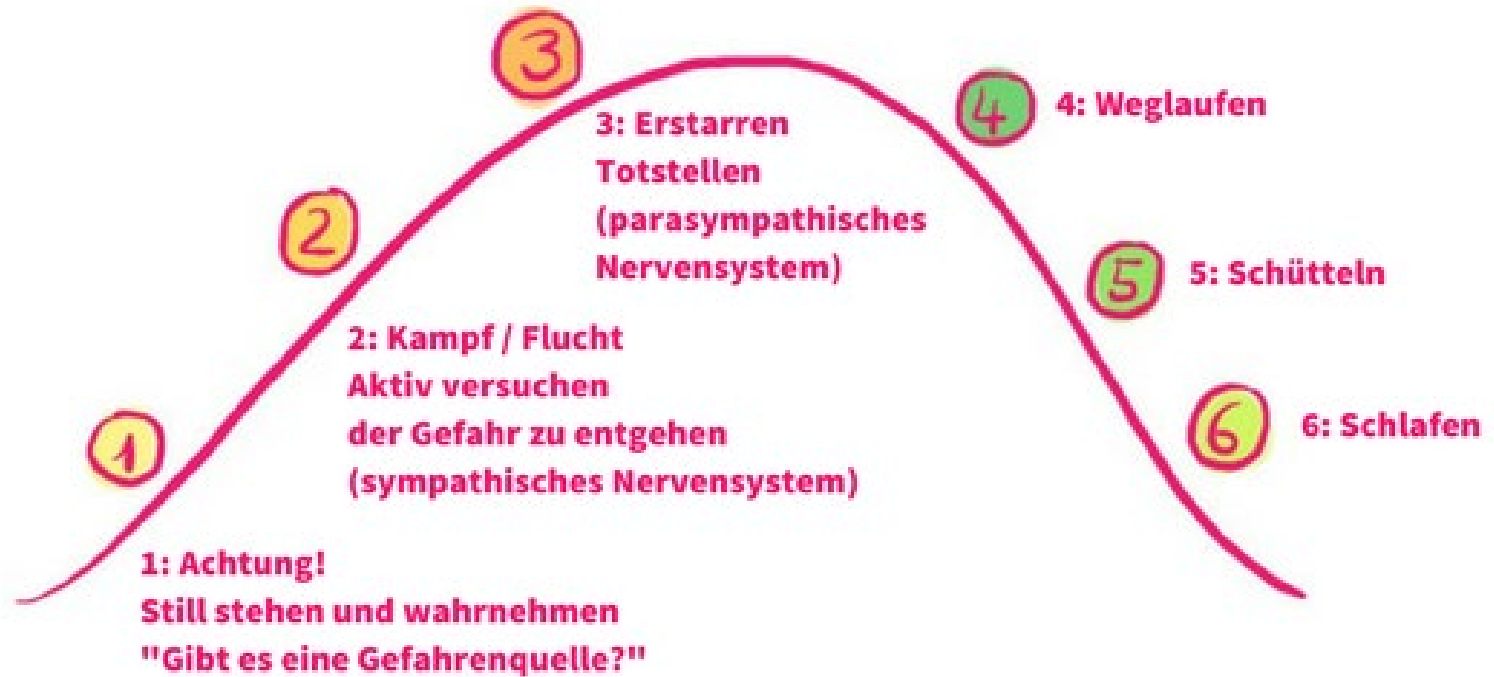 1
1: Achtung!
Still stehen und wahrnehmen
"Gibt es eine Gefahrenquelle?"
2
2: Kampf / Flucht
Aktiv versuchen
der Gefahr zu entgehen
(sympathisches Nervensystem)
3
3: Erstarren
Totstellen
(parasympathisches
Nervensystem)
4
4: Weglaufen
5
5: Schütteln
6
6: Schlafen